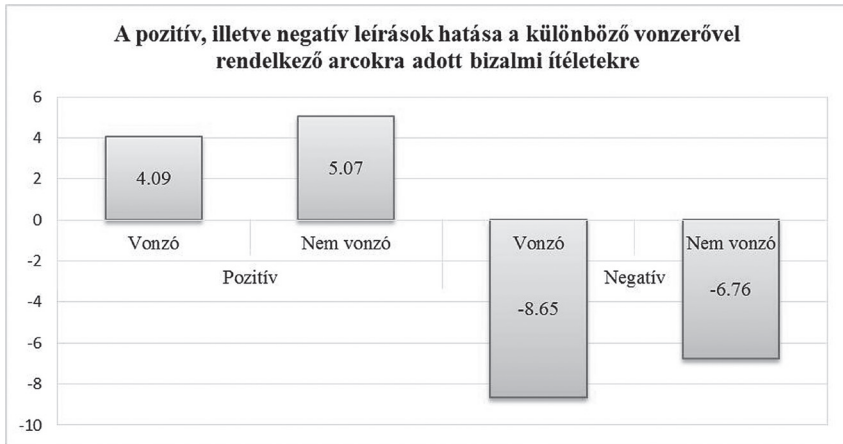 A pozitív, illetve negatív leírások hatása a különböző vonzerővel
rendelkező arcokra adott bizalmi ítéletekre
6
4
2
0
-2
-4
-6
-8
-10
4.09
5.07
-8.65
-6.76
Vonzó
Nem vonzó
Vonzó
Nem vonzó
Pozitív
Negatív